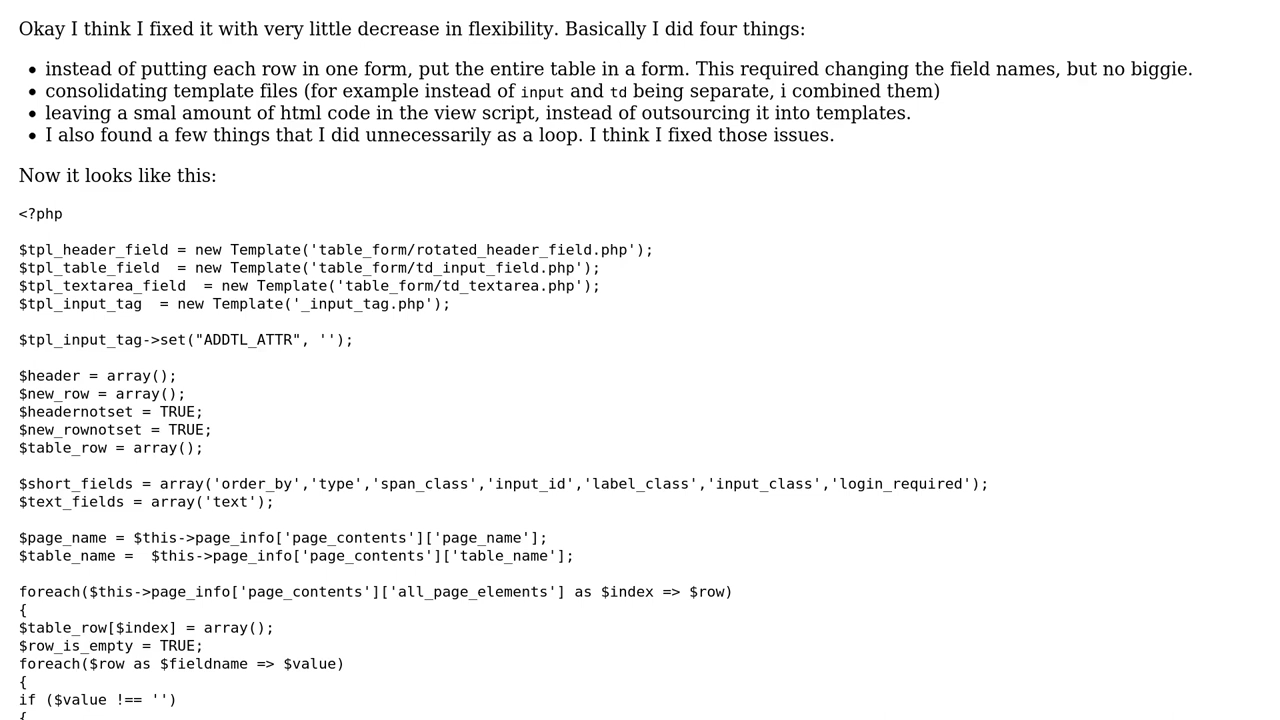 Okay I think I fixed it with very little decrease in flexibility. Basically I did four things:
• instead of putting each row in one form, put the entire table in a form. This required changing the field names, but no biggie.
• consolidating template files (for example instead of input and td being separate, i combined them)
• leaving a smal amount of html code in the view script, instead of outsourcing it into templates.
• I also found a few things that I did unnecessarily as a loop. I think I fixed those issues.
Now it looks like this:
<?php
$tpl_header_field = new Template('table_form/rotated_header_field.php');
$tpl_table_field  = new Template('table_form/td_input_field.php');
$tpl_textarea_field  = new Template('table_form/td_textarea.php');
$tpl_input_tag  = new Template('_input_tag.php');
$tpl_input_tag->set("ADDTL_ATTR", '');
$header = array();
$new_row = array();
$headernotset = TRUE;
$new_rownotset = TRUE;
$table_row = array();
$short_fields = array('order_by','type','span_class','input_id','label_class','input_class','login_required');
$text_fields = array('text');
$page_name = $this->page_info['page_contents']['page_name'];
$table_name =  $this->page_info['page_contents']['table_name'];
foreach($this->page_info['page_contents']['all_page_elements'] as $index => $row)
{
$table_row[$index] = array();
$row_is_empty = TRUE;
foreach($row as $fieldname => $value)
{
if ($value !== '')
{